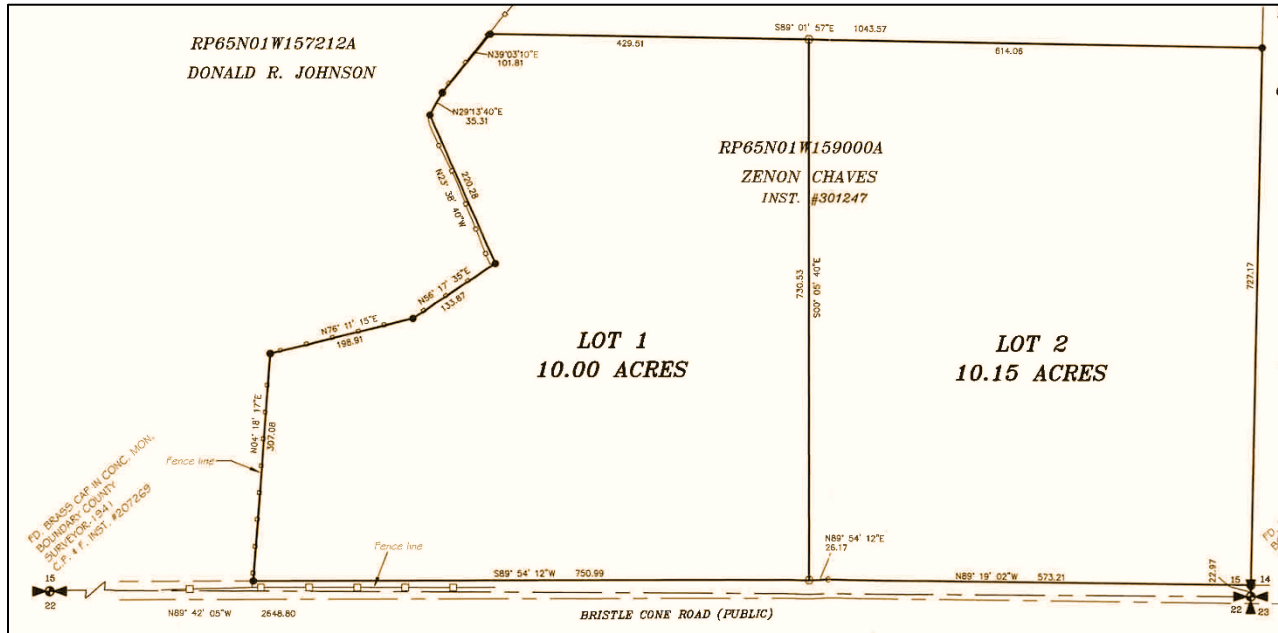 S89° 01' 57"E 1043.57
429.51
614.06
RP65N01W157212A
DONALD R. JOHNSON
N39°03'10"E
101.81
N29°13'40"E
35.31
N23° 38' 40"W
220.28
RP65N01W159000A
ZENON CHAVES
INST. #301247
N56° 17' 35"E
133.87
N76° 11' 15"E
198.91
730.53
S00° 05' 40"E
727.17
LOT 1
10.00 ACRES
LOT 2
10.15 ACRES
N04° 18' 17"E
307.08
Fence line
FD. BRASS CAP IN CONC. MON.
BOUNDARY COUNTY
SURVEYOR-1941
C.P. & F. INST. #207269
Fence line
N89° 54' 12"E
26.17
S89° 54' 12"W 750.99
N89° 19' 02"W 573.21
22.97
15
22
15 14
22 23
N89° 42' 05"W 2648.80
BRISTLE CONE ROAD (PUBLIC)
FD.